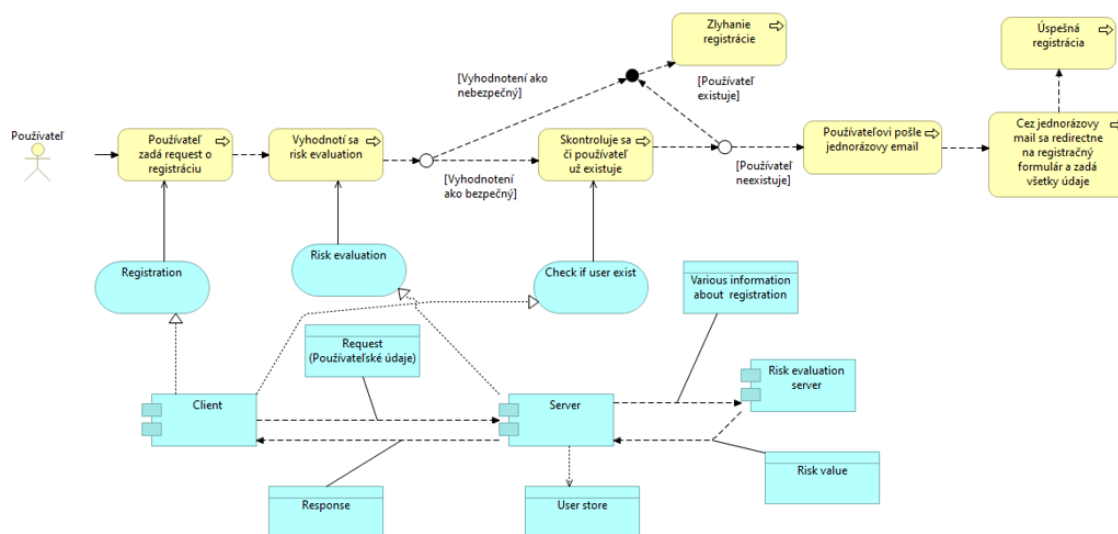 Zlyhanie
registrácie
Úspešná
registrácia
[Vyhodnotení ako
nebezpečný]
[Používateľ
existuje]
Používateľ
Používateľ
zadá request o
registráciu
Vyhodnotí sa
risk evaluation
Skontroluje sa
či používateľ
už existuje
Používateľovi pošle
jednorázovy email
Cez jednorázovy
mail sa redirectne
na registračný
formulár a zadá
všetky údaje
[Vyhodnotení
ako bezpečný]
[Používateľ
neexistuje]
Registration
Risk evaluation
Check if user exist
Various information
about registration
Request
(Používateľské údaje)
Risk evaluation
server
Client
Server
Risk value
Response
User store